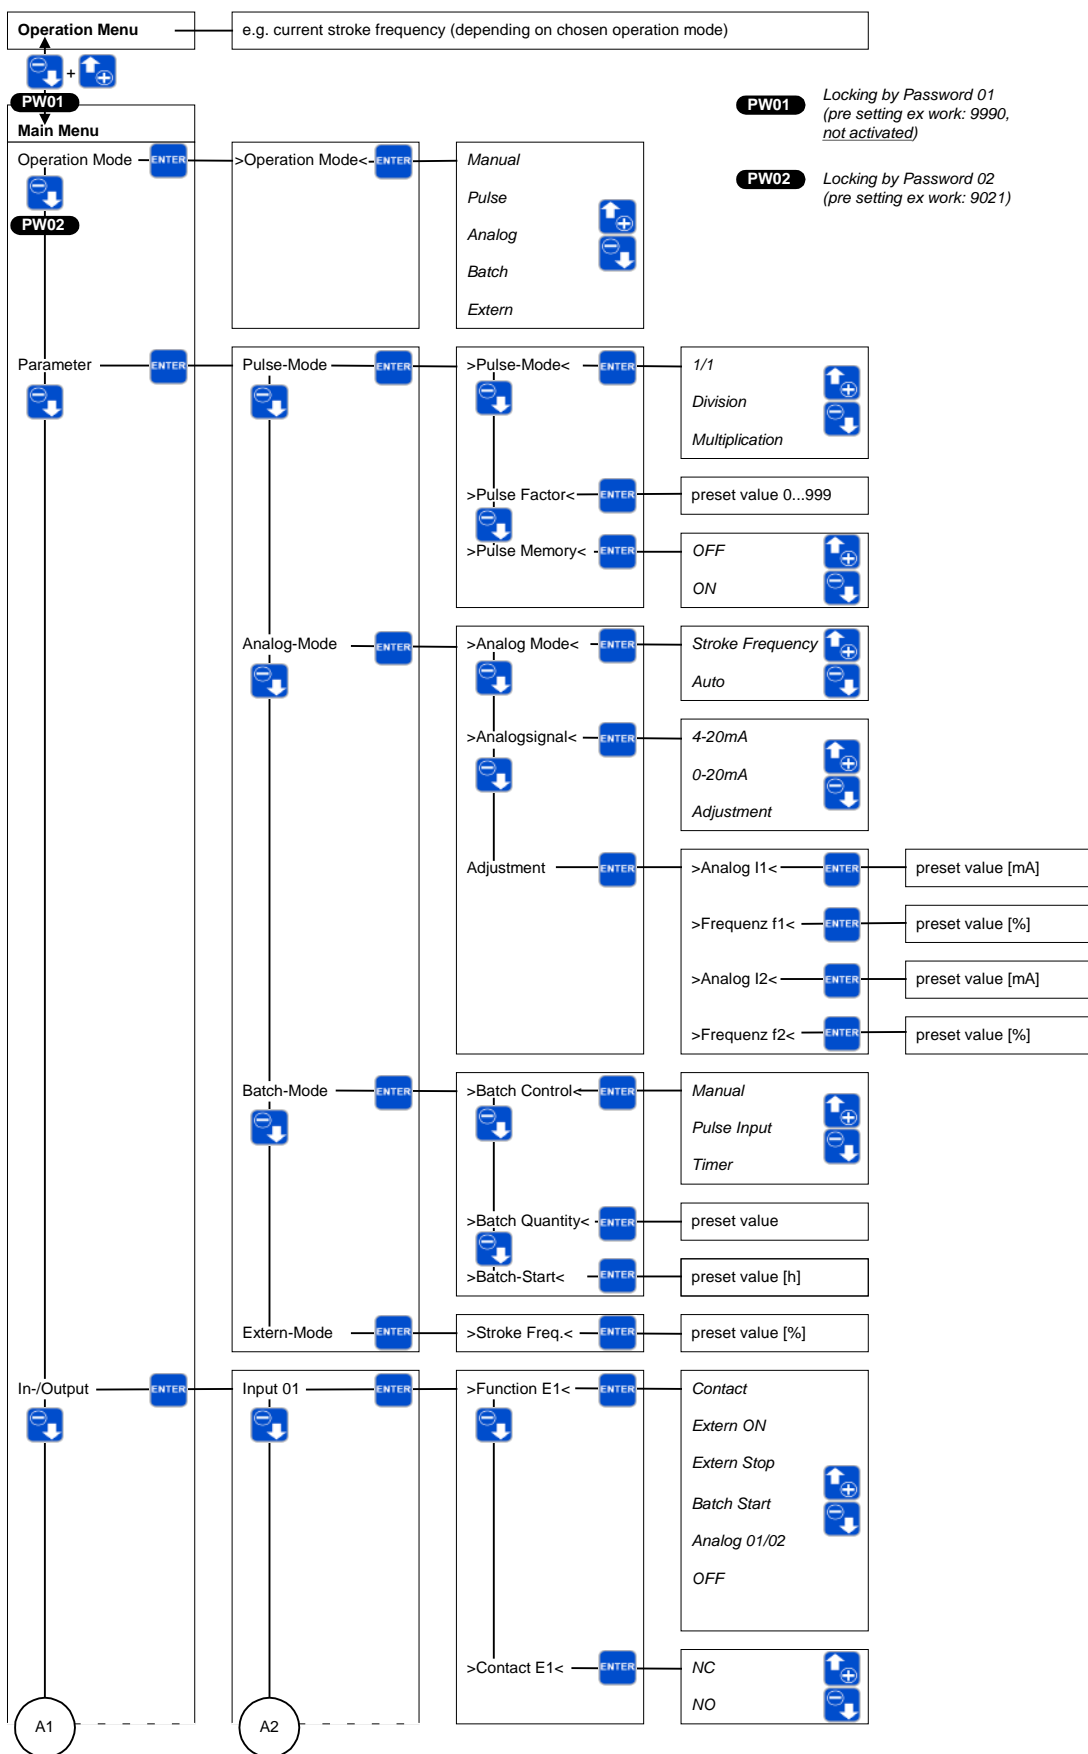 Operation Menu
e.g. current stroke frequency (depending on chosen operation mode)
+
PW01
Main Menu
PW01
Locking by Password 01
(pre setting ex work: 9990,
not activated)
PW02
Locking by Password 02
(pre setting ex work: 9021)
Operation Mode ENTER >Operation Mode< ENTER Manual
PW02
Pulse
Analog
Batch
Extern
Parameter ENTER Pulse-Mode ENTER >Pulse-Mode< ENTER 1/1
Division
Multiplication
>Pulse Factor< ENTER preset value 0...999
>Pulse Memory< ENTER OFF
ON
Analog-Mode ENTER >Analog Mode< ENTER Stroke Frequency
Auto
>Analogsignal< ENTER 4-20mA
0-20mA
Adjustment
Adjustment ENTER >Analog I1< ENTER preset value [mA]
>Frequenz f1< ENTER preset value [%]
>Analog I2< ENTER preset value [mA]
>Frequenz f2< ENTER preset value [%]
Batch-Mode ENTER >Batch Control< ENTER Manual
Pulse Input
Timer
>Batch Quantity< ENTER preset value
>Batch-Start< ENTER preset value [h]
Extern-Mode ENTER >Stroke Freq.< ENTER preset value [%]
In-/Output ENTER Input 01 ENTER >Function E1< ENTER Contact
Extern ON
Extern Stop
Batch Start
Analog 01/02
OFF
>Contact E1< ENTER NC
NO
A1 A2